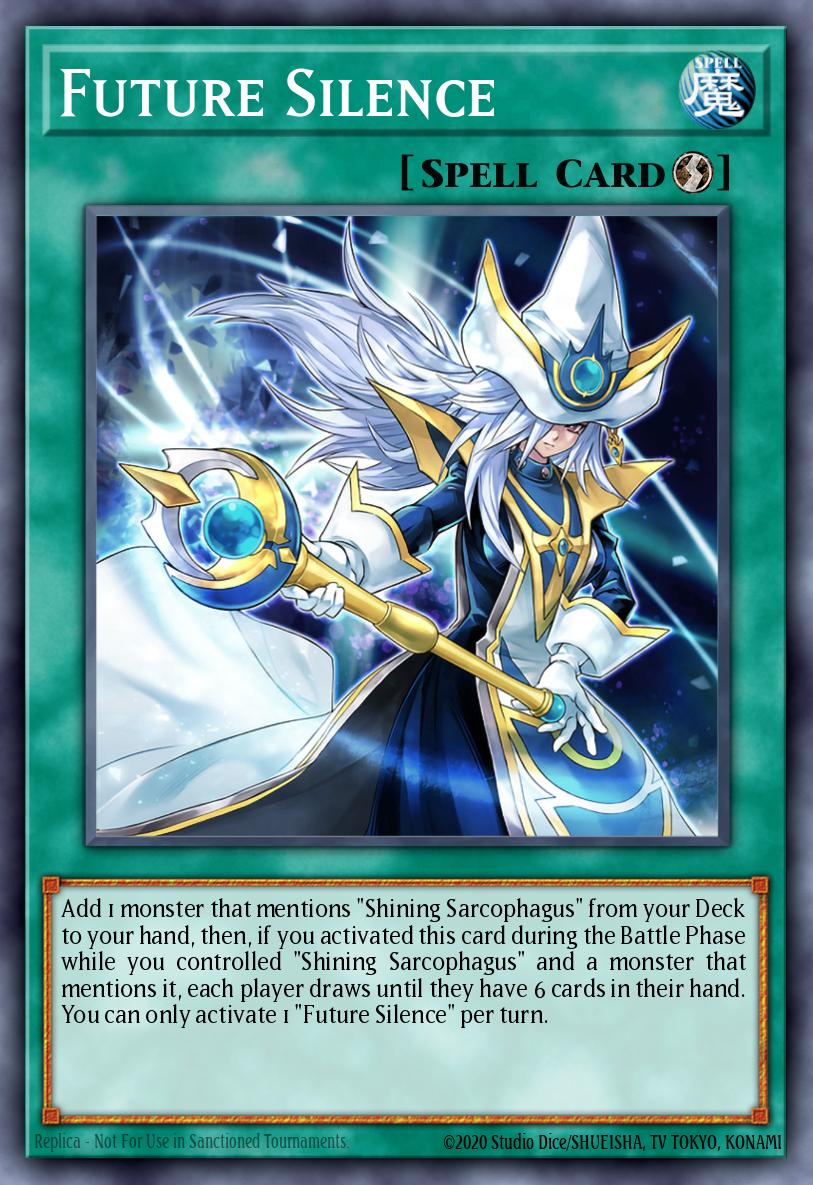 Future Silence
SPELL
魔
[Spell Card]
Add 1 monster that mentions "Shining Sarcophagus" from your Deck
to your hand, then, if you activated this card during the Battle Phase
while you controlled "Shining Sarcophagus" and a monster that
mentions it, each player draws until they have 6 cards in their hand.
You can only activate 1 "Future Silence" per turn.
Replica - Not For Use in Sanctioned Tournaments.
©2020 Studio Dice/SHUEISHA, TV TOKYO, KONAMI